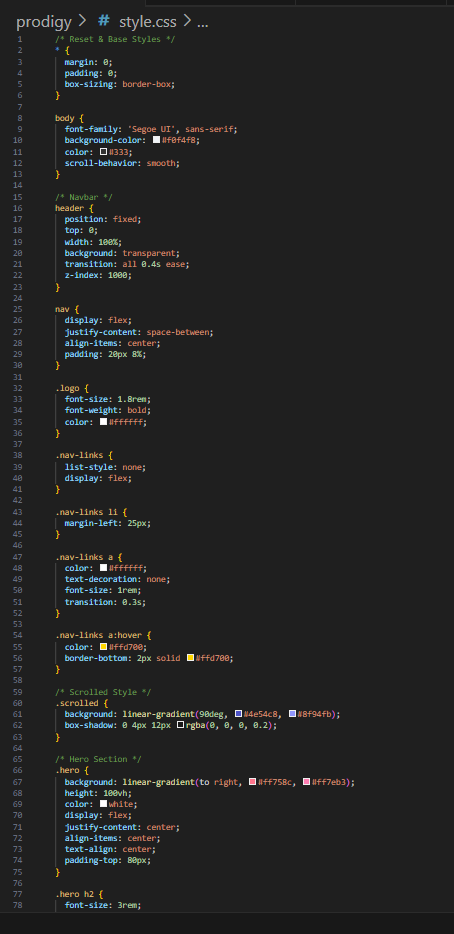 prodigy > # style.css > ...
1 /* Reset & Base Styles */
2 * {
3 margin: 0;
4 padding: 0;
5 box-sizing: border-box;
6 }
7
8 body {
9 font-family: 'Segoe UI', sans-serif;
10 background-color: #f0f4f8;
11 color: #333;
12 scroll-behavior: smooth;
13 }
14
15 /* Navbar */
16 header {
17 position: fixed;
18 top: 0;
19 width: 100%;
20 background: transparent;
21 transition: all 0.4s ease;
22 z-index: 1000;
23 }
24
25 nav {
26 display: flex;
27 justify-content: space-between;
28 align-items: center;
29 padding: 20px 8%;
30 }
31
32 .logo {
33 font-size: 1.8rem;
34 font-weight: bold;
35 color: #ffffff;
36 }
37
38 .nav-links {
39 list-style: none;
40 display: flex;
41 }
42
43 .nav-links li {
44 margin-left: 25px;
45 }
46
47 .nav-links a {
48 color: #ffffff;
49 text-decoration: none;
50 font-size: 1rem;
51 transition: 0.3s;
52 }
53
54 .nav-links a:hover {
55 color: #ffd700;
56 border-bottom: 2px solid #ffd700;
57 }
58
59 /* Scrolled Style */
60 .scrolled {
61 background: linear-gradient(90deg, #4e54c8, #8f94fb);
62 box-shadow: 0 4px 12px rgba(0, 0, 0, 0.2);
63 }
64
65 /* Hero Section */
66 .hero {
67 background: linear-gradient(to right, #ff758c, #ff7eb3);
68 height: 100vh;
69 color: white;
70 display: flex;
71 justify-content: center;
72 align-items: center;
73 text-align: center;
74 padding-top: 80px;
75 }
76
77 .hero h2 {
78 font-size: 3rem;